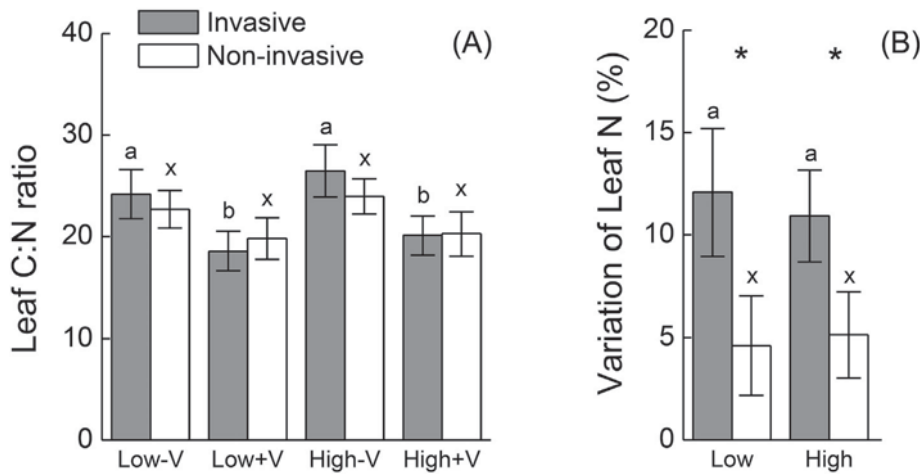 Leaf C:N ratio
40
30
20
10
0
Invasive
Non-invasive
(A)
a
x
b
x
a
x
b
x
Low-V
Low+V
High-V
High+V
Variation of Leaf N (%)
20
15
10
5
0
(B)
*
*
a
x
a
x
Low
High